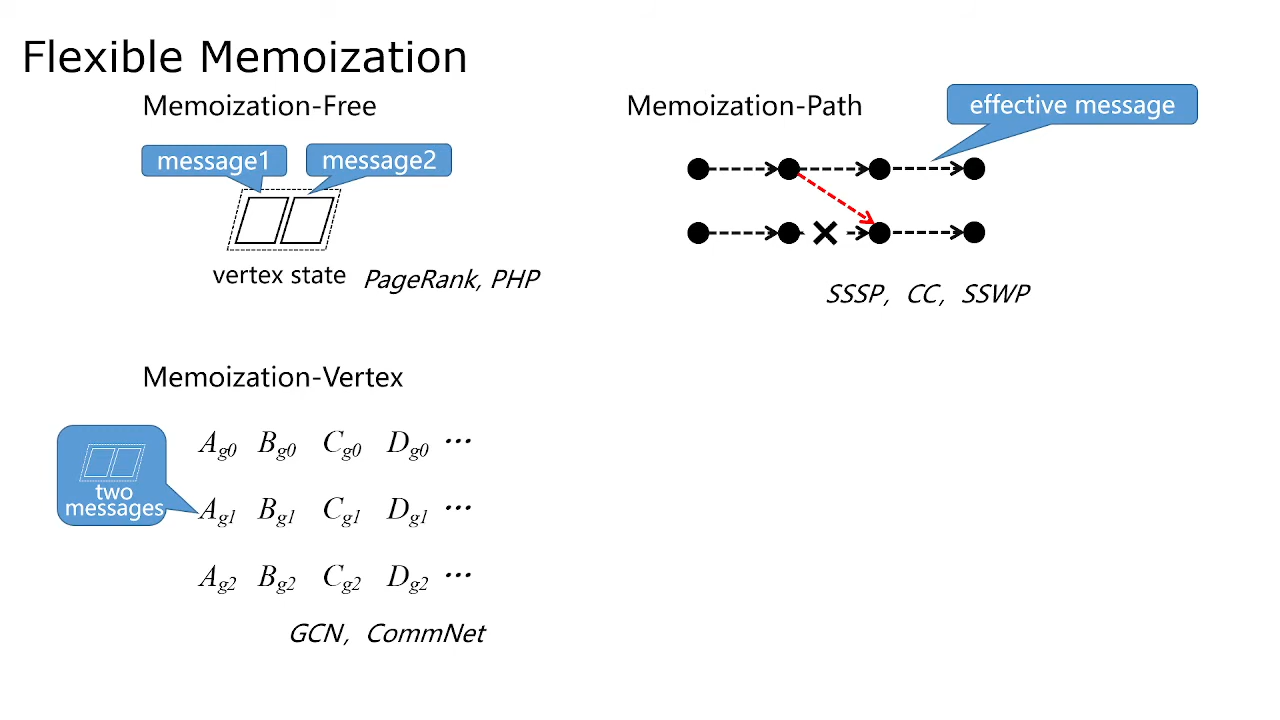 Flexible Memoization
Memoization-Free
message1 message2
vertex state PageRank, PHP
Memoization-Path
effective message
SSSP, CC, SSWP
Memoization-Vertex
two
messages
A_g0 B_g0 C_g0 D_g0 ⋯
A_g1 B_g1 C_g1 D_g1 ⋯
A_g2 B_g2 C_g2 D_g2 ⋯
GCN, CommNet